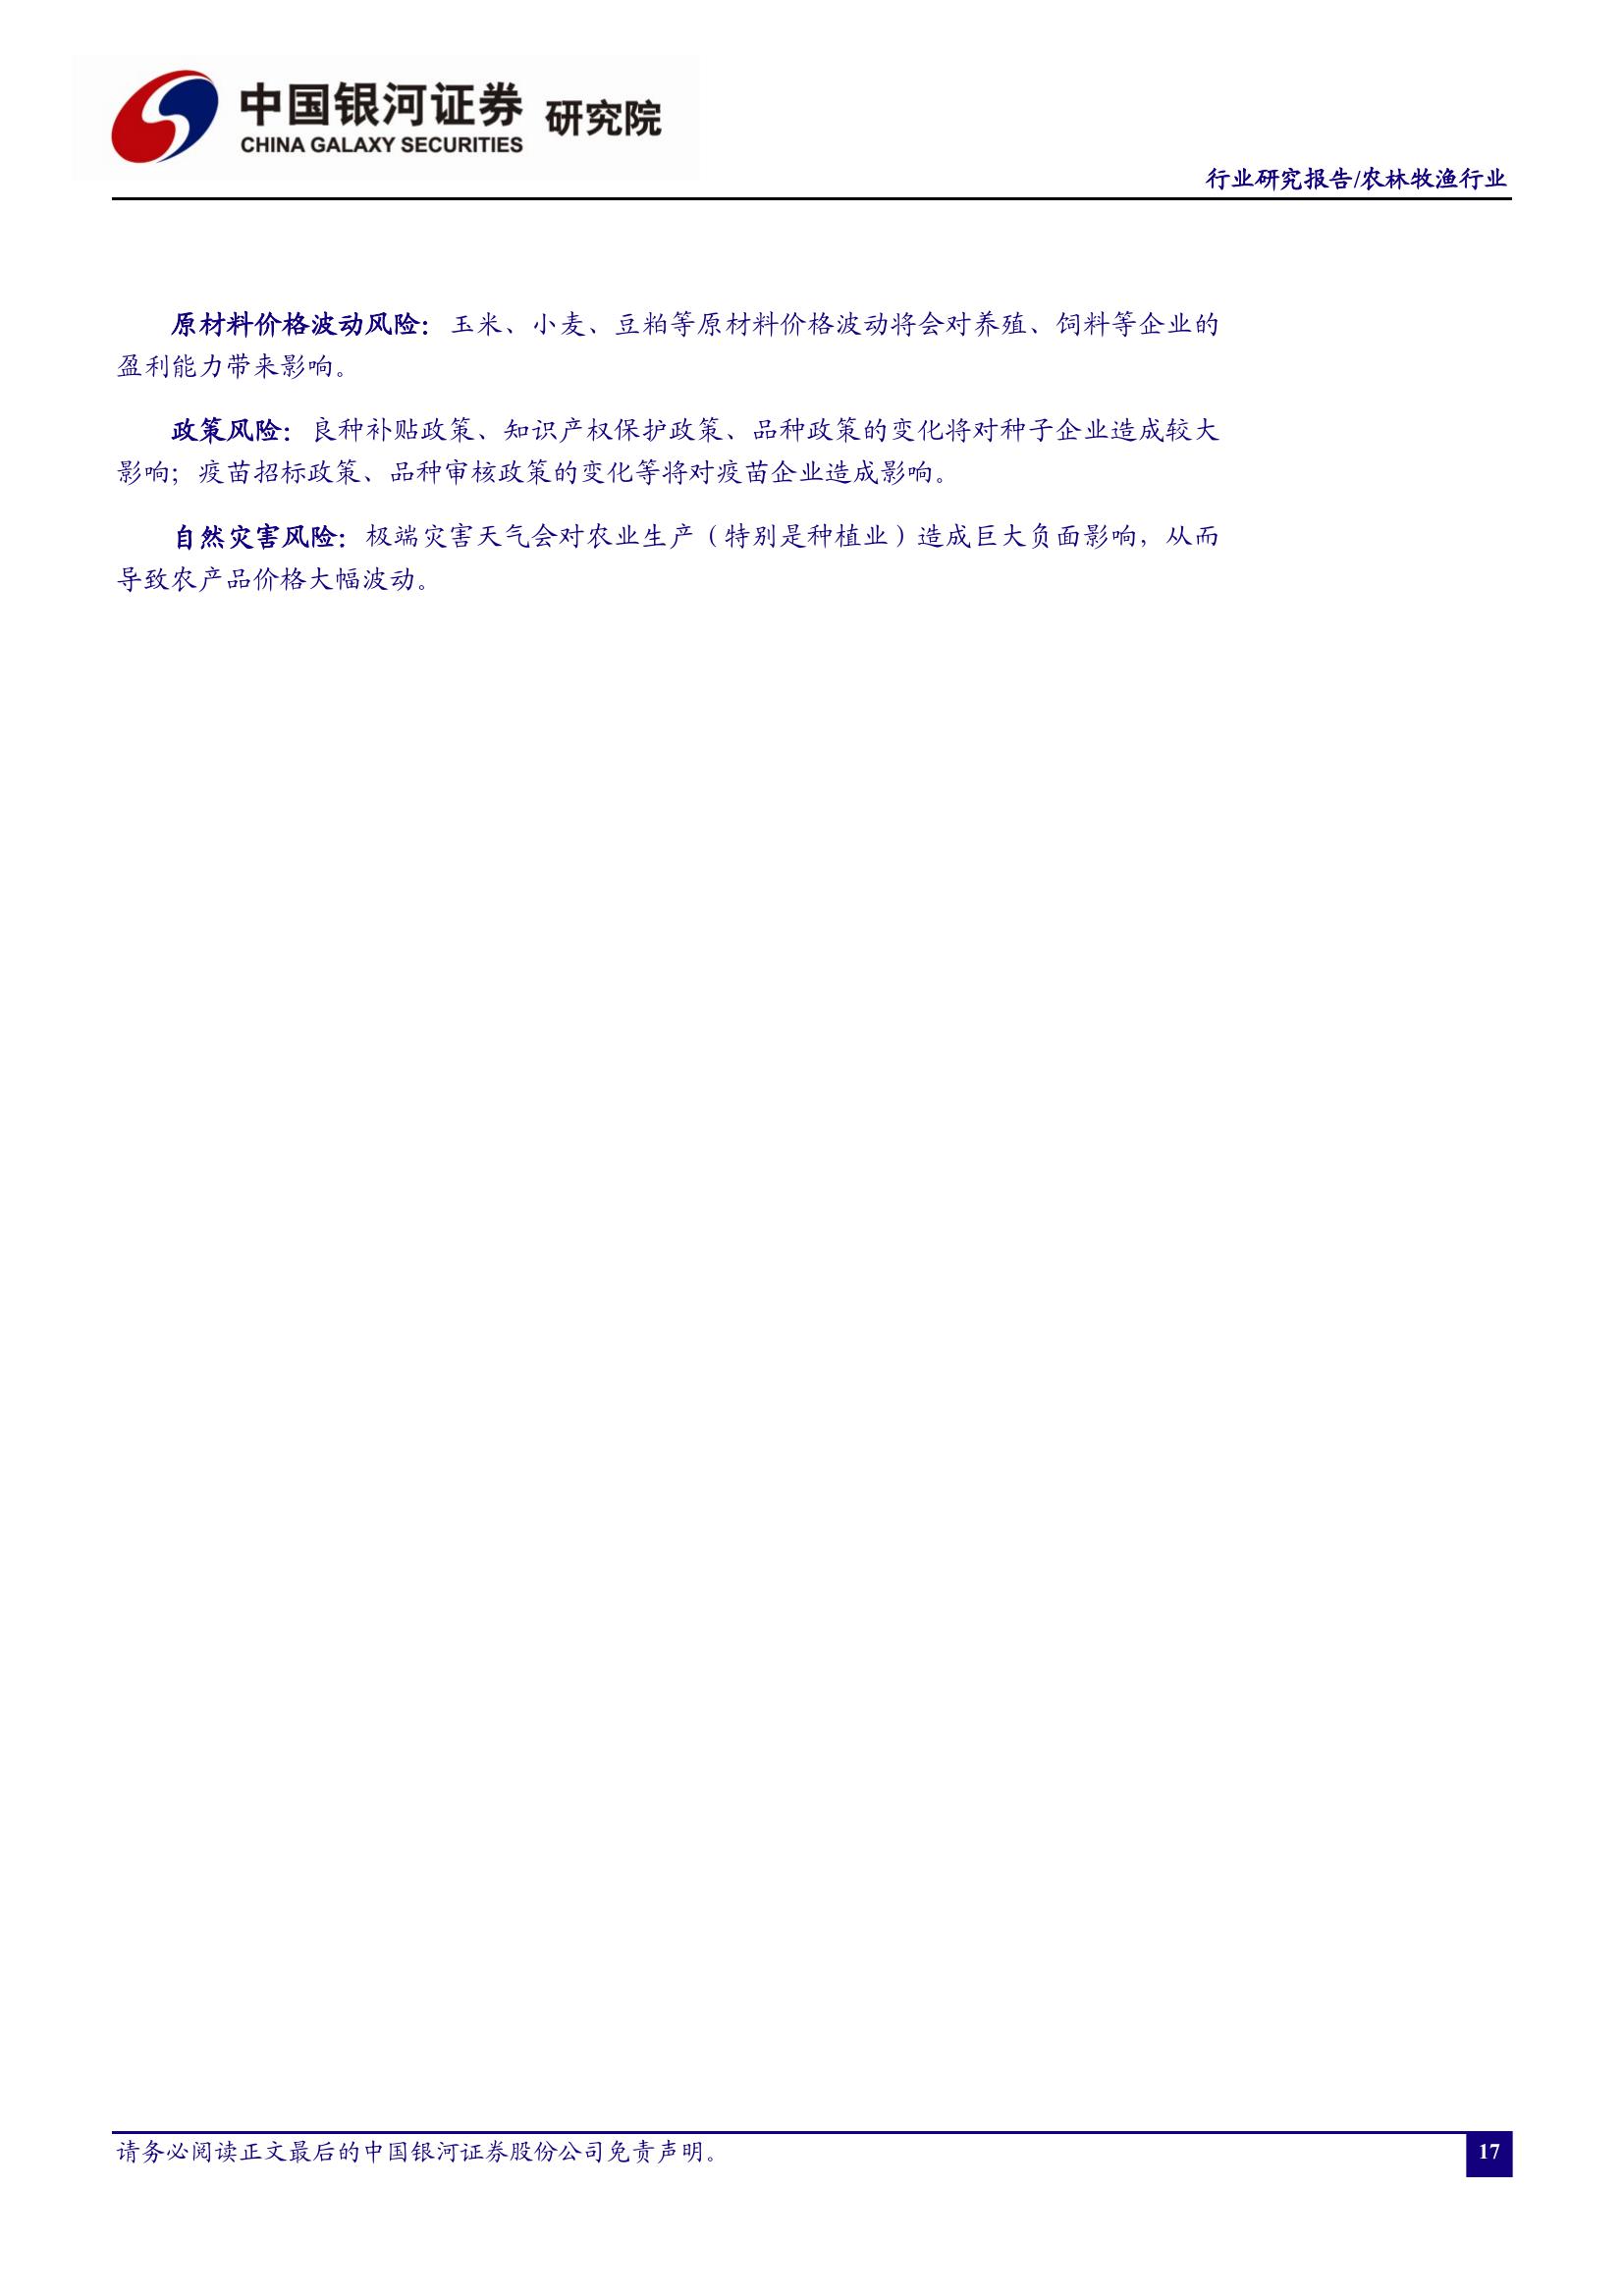 中国银河证券 研究院
CHINA GALAXY SECURITIES
行业研究报告/农林牧渔行业
原材料价格波动风险：玉米、小麦、豆粕等原材料价格波动将会对养殖、饲料等企业的
盈利能力带来影响。
政策风险：良种补贴政策、知识产权保护政策、品种政策的变化将对种子企业造成较大
影响；疫苗招标政策、品种审核政策的变化等将对疫苗企业造成影响。
自然灾害风险：极端灾害天气会对农业生产（特别是种植业）造成巨大负面影响，从而
导致农产品价格大幅波动。
请务必阅读正文最后的中国银河证券股份公司免责声明。
17